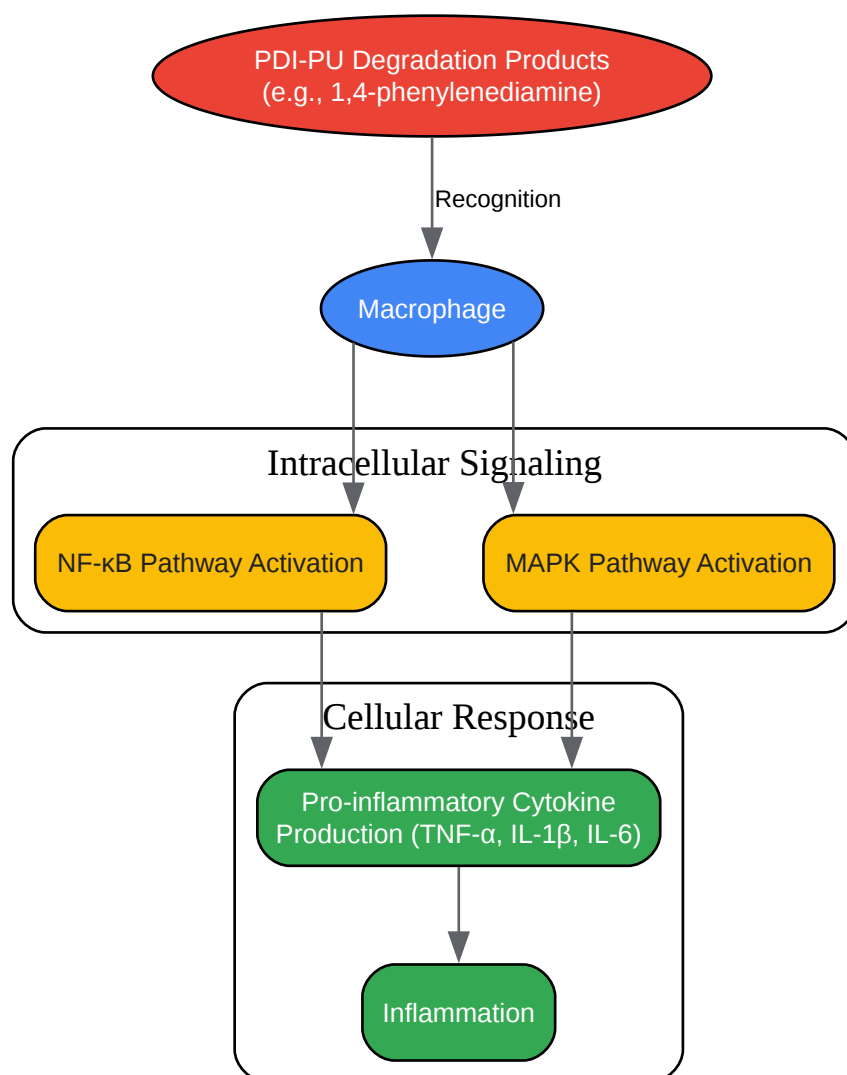 PDI-PU Degradation Products
(e.g., 1,4-phenylenediamine)
Recognition
Macrophage
Intracellular Signaling
NF-κB Pathway Activation
MAPK Pathway Activation
Cellular Response
Pro-inflammatory Cytokine
Production (TNF-α, IL-1β, IL-6)
Inflammation